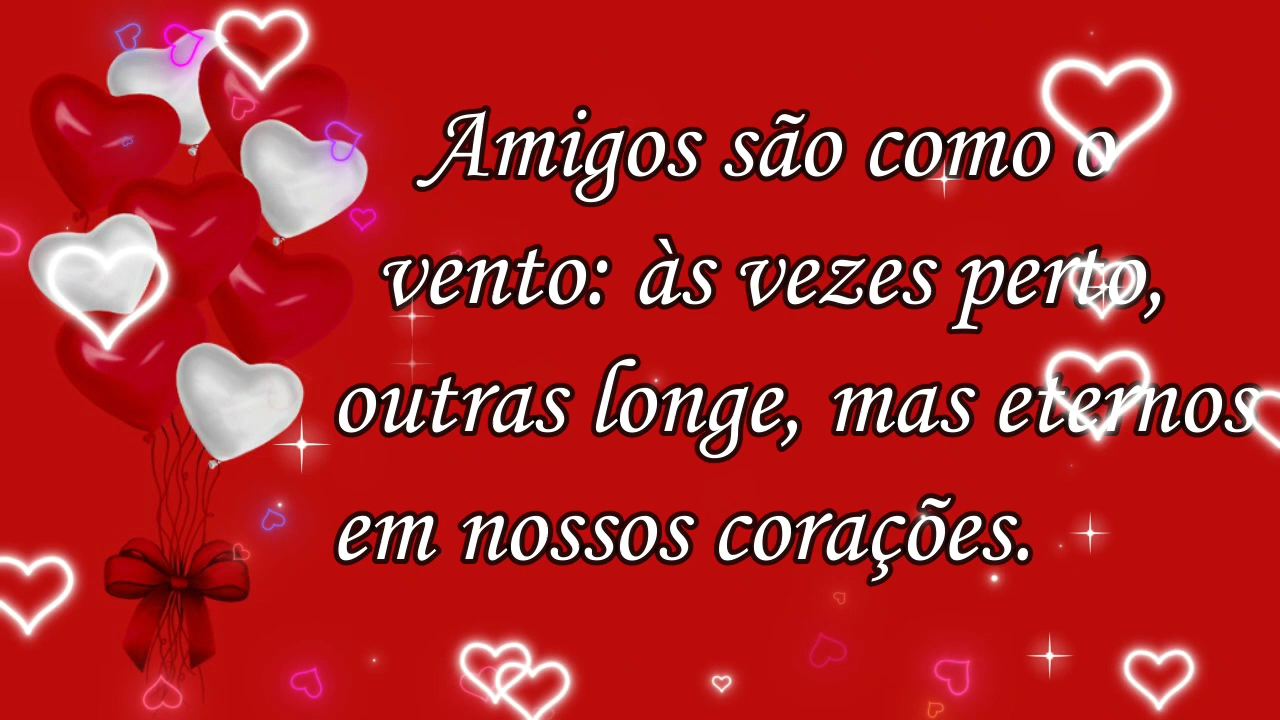 Amigos são como o
vento: às vezes perto,
outras longe, mas eternos
em nossos corações.